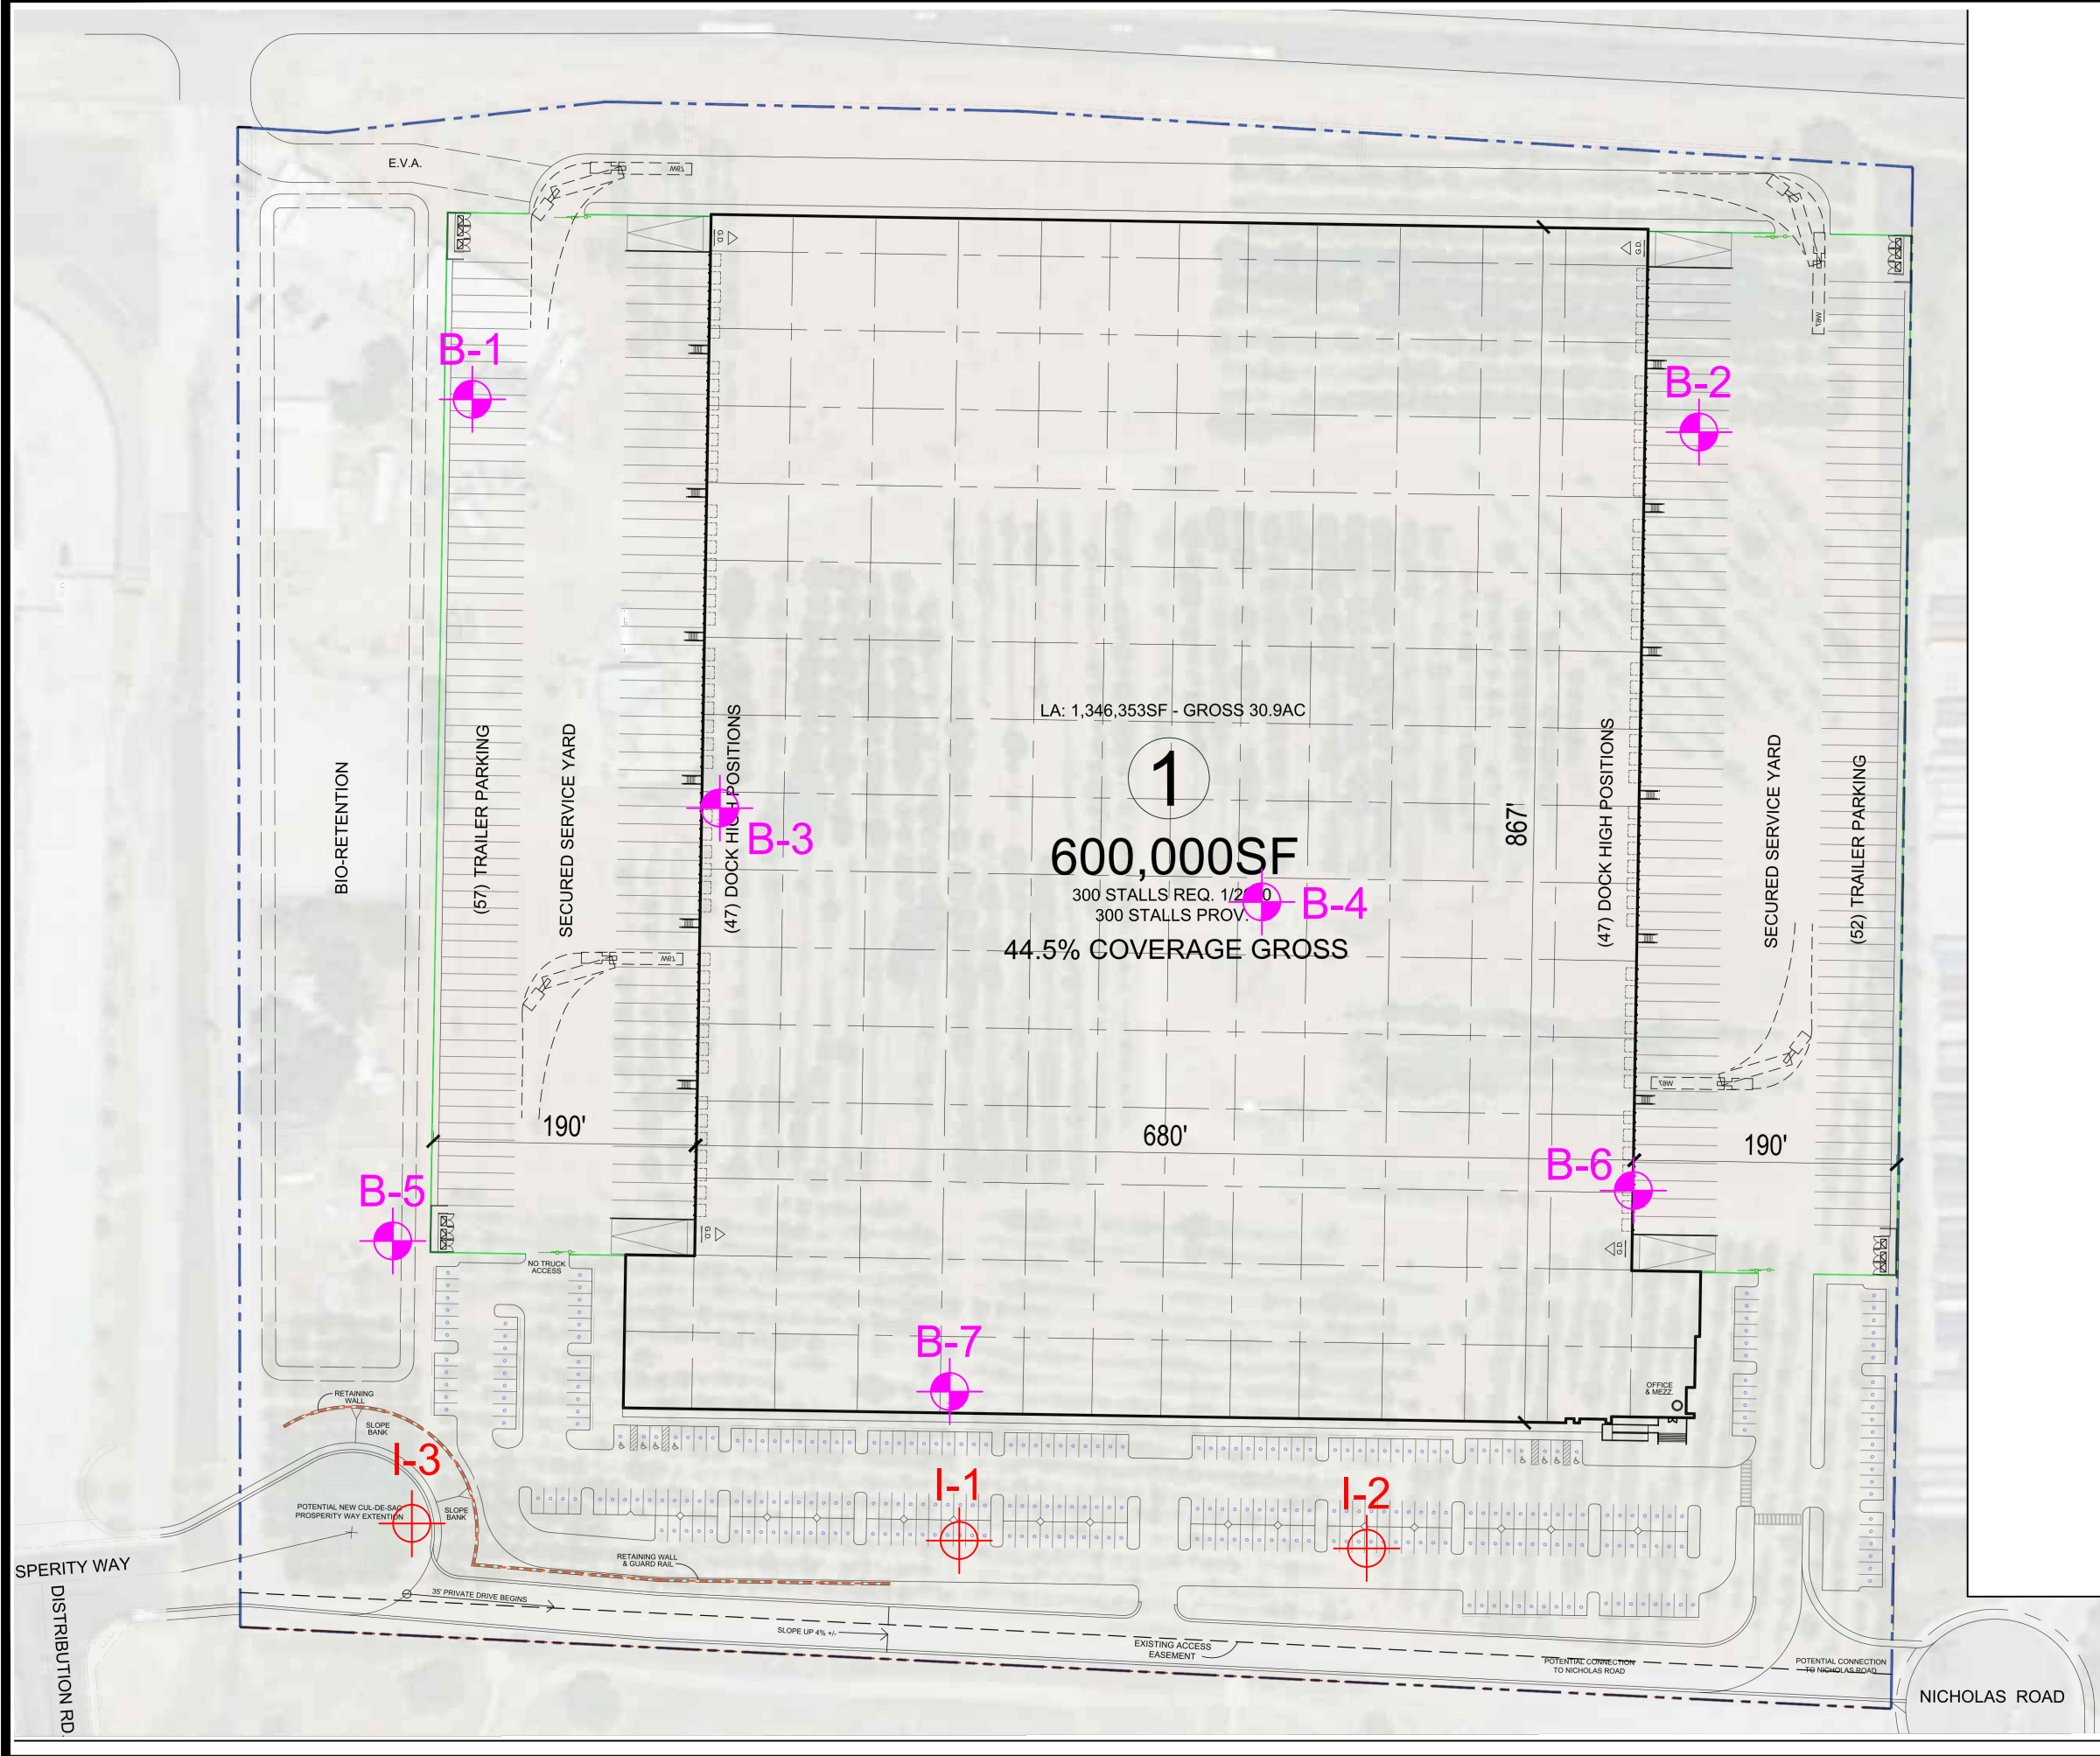 E.V.A.
W67
W67
G.D.
G.D.
W67
B-1
B-2
LA: 1,346,353SF - GROSS 30.9AC
1
BIO-RETENTION
(57) TRAILER PARKING
SECURED SERVICE YARD
(47) DOCK HIGH POSITIONS
B-3
600,000SF
300 STALLS REQ.
300 STALLS PROV.
B-4
44.5% COVERAGE GROSS
867'
(47) DOCK HIGH POSITIONS
SECURED SERVICE YARD
(52) TRAILER PARKING
W67
190'
680'
190'
B-5
B-6
G.D.
G.D.
NO TRUCK
ACCESS
B-7
OFFICE
& MEZZ.
RETAINING
WALL
SLOPE
BANK
I-3
I-1
I-2
POTENTIAL NEW CUL-DE-SAC
PROSPERITY WAY EXTENTION
SLOPE
BANK
RETAINING WALL
& GUARD RAIL
SPERITY WAY
DISTRIBUTION RD
35' PRIVATE DRIVE BEGINS
SLOPE UP 4% +/-
EXISTING ACCESS
EASEMENT
POTENTIAL CONNECTION
TO NICHOLAS ROAD
POTENTIAL CONNECTION
TO NICHOLAS ROAD
NICHOLAS ROAD